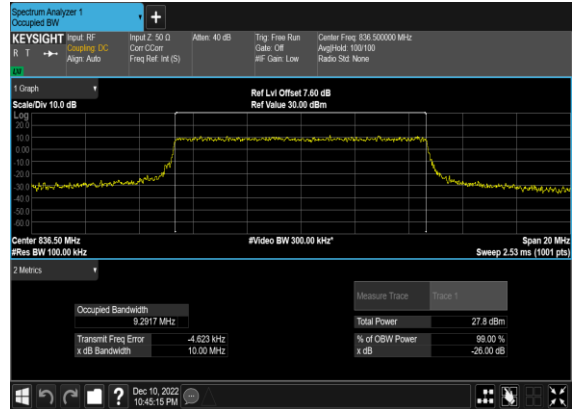 Spectrum Analyzer 1
Occupied BW
KEYSIGHT Input: RF Input Z: 50 Ω Atten: 40 dB Trig: Free Run Center Freq: 836.500000 MHz
R T Coupling: DC Corr CCorr Gate: Off Avg|Hold: 100/100
Align: Auto Freq Ref: Int (S) #IF Gain: Low Radio Std: None
1 Graph
Ref Lvl Offset 7.60 dB
Scale/Div 10.0 dB Ref Value 30.00 dBm
Log
20.0
10.0
0.00
-10.0
-20.0
-30.0
-40.0
-50.0
-60.0
Center 836.50 MHz #Video BW 300.00 kHz* Span 20 MHz
#Res BW 100.00 kHz Sweep 2.53 ms (1001 pts)
2 Metrics
Measure Trace Trace 1
Occupied Bandwidth
9.2917 MHz Total Power 27.8 dBm
Transmit Freq Error -4.623 kHz % of OBW Power 99.00 %
x dB Bandwidth 10.00 MHz x dB -26.00 dB
Dec 10, 2022
10:45:15 PM